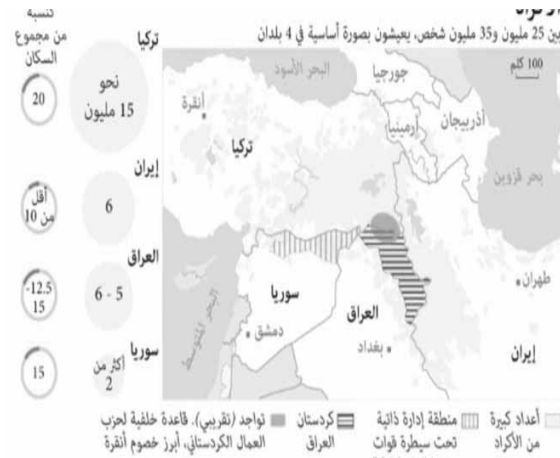 الأكراد
بين 25 مليون و35 مليون شخص، يعيشون بصورة أساسية في 4 بلدان
كنسبة
من مجموع
السكان
تركيا
نحو
15 مليون
20
إيران
6
أقل
من 10
العراق
5 - 6
12.5-
15
سوريا
أكثر من
2
15
100 كلم
البحر الأسود
جورجيا
أنقرة
أرمينيا
أذربيجان
تركيا
بحر قزوين
طهران
سوريا
العراق
البحر المتوسط
دمشق
بغداد
إيران
أعداد كبيرة
من الأكراد
منطقة إدارة ذاتية
تحت سيطرة قوات
كردستان
العراق
تواجد (تقريبي). قاعدة خلفية لحزب
العمال الكردستاني، أبرز خصوم أنقرة